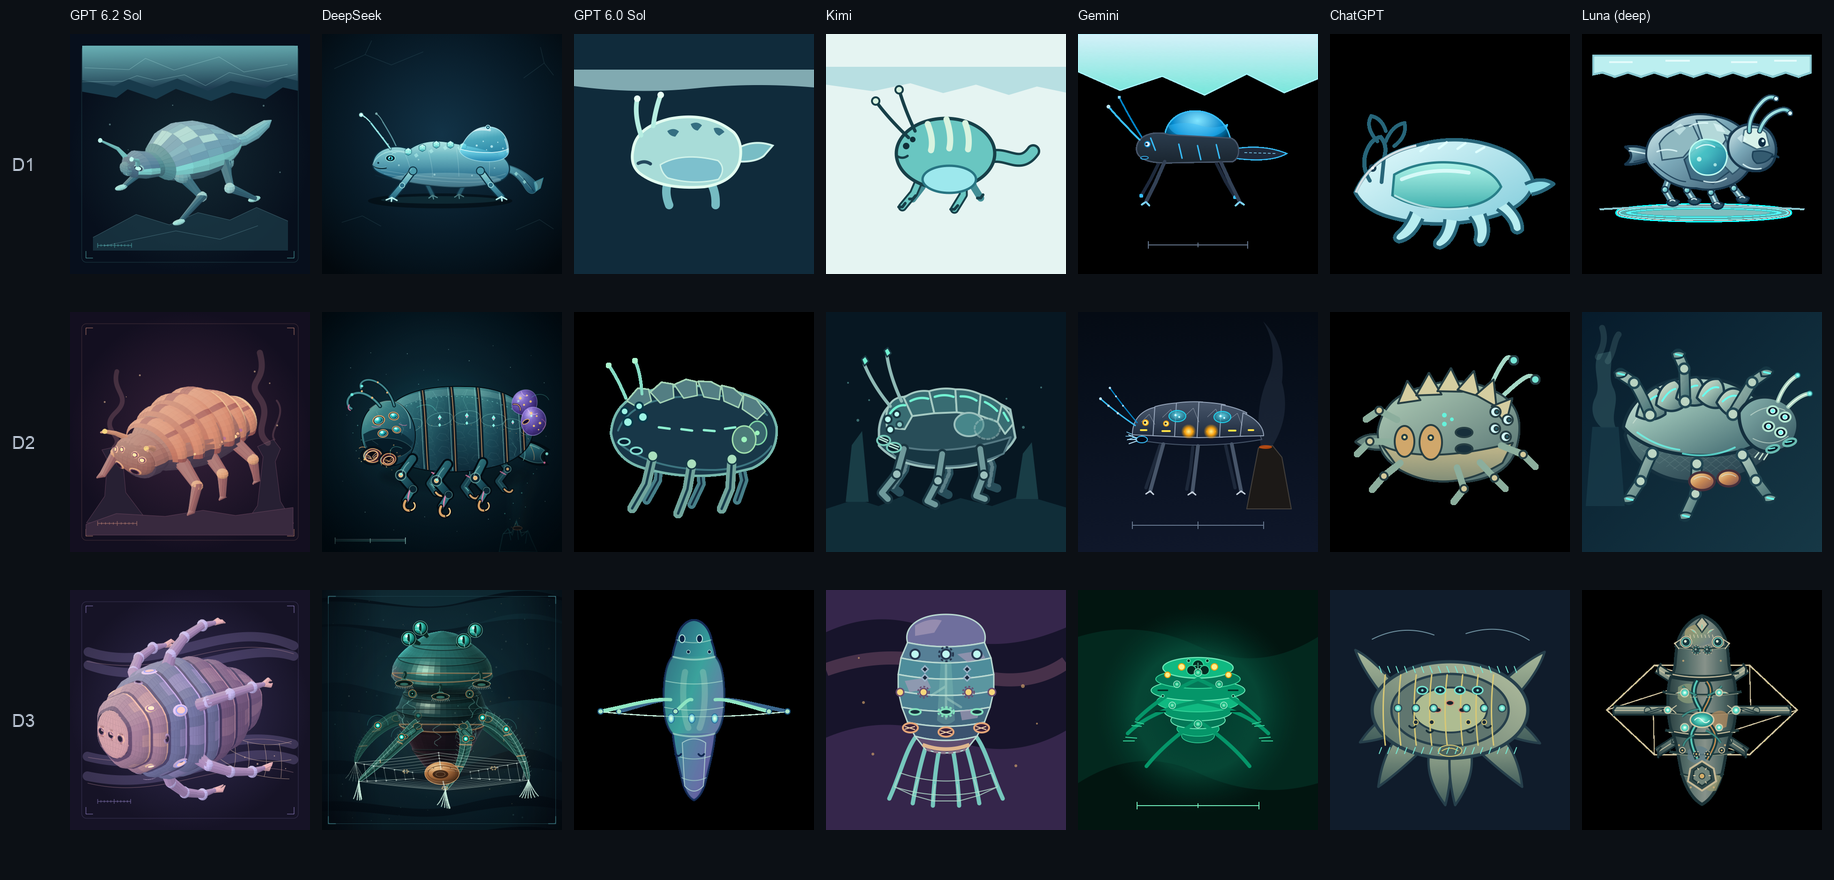 GPT 6.2 Sol
DeepSeek
GPT 6.0 Sol
Kimi
Gemini
ChatGPT
Luna (deep)
D1
D2
D3